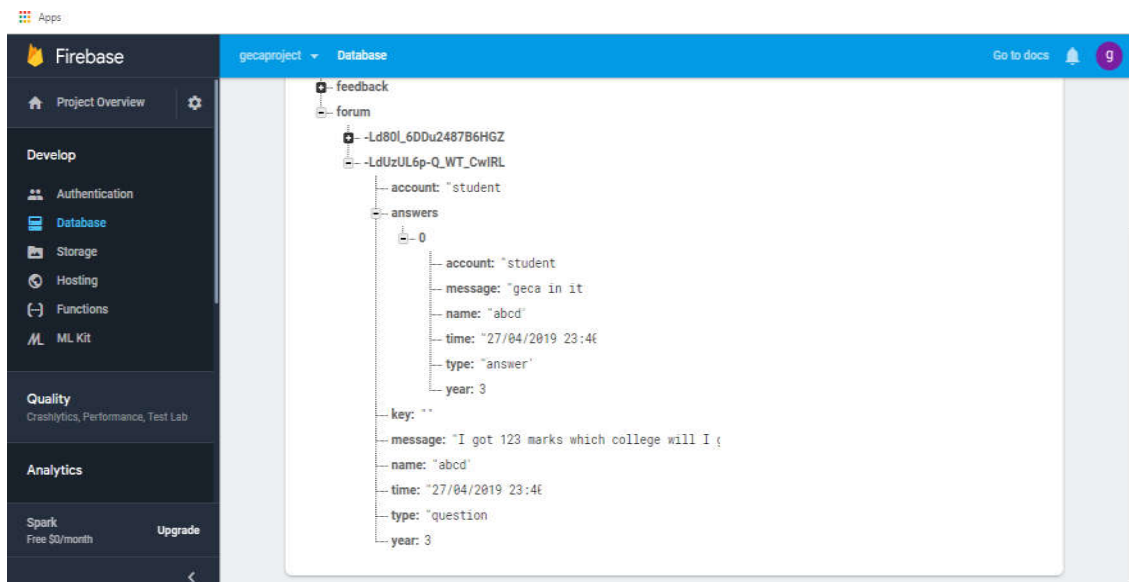 Apps
Firebase
gecaproject Database Go to docs g
Project Overview
Develop
Authentication
Database
Storage
Hosting
Functions
ML Kit
Quality
Crashlytics, Performance, Test Lab
Analytics
Spark
Free $0/month
Upgrade
feedback
forum
-Ld80l_6DDu2487B6HGZ
-LdUzUL6p-Q_WT_CwIRL
account: "student
answers
0
account: "student
message: "geca in it
name: "abcd"
time: "27/04/2019 23:46
type: "answer"
year: 3
key: ""
message: "I got 123 marks which college will I g
name: "abcd"
time: "27/04/2019 23:46
type: "question
year: 3